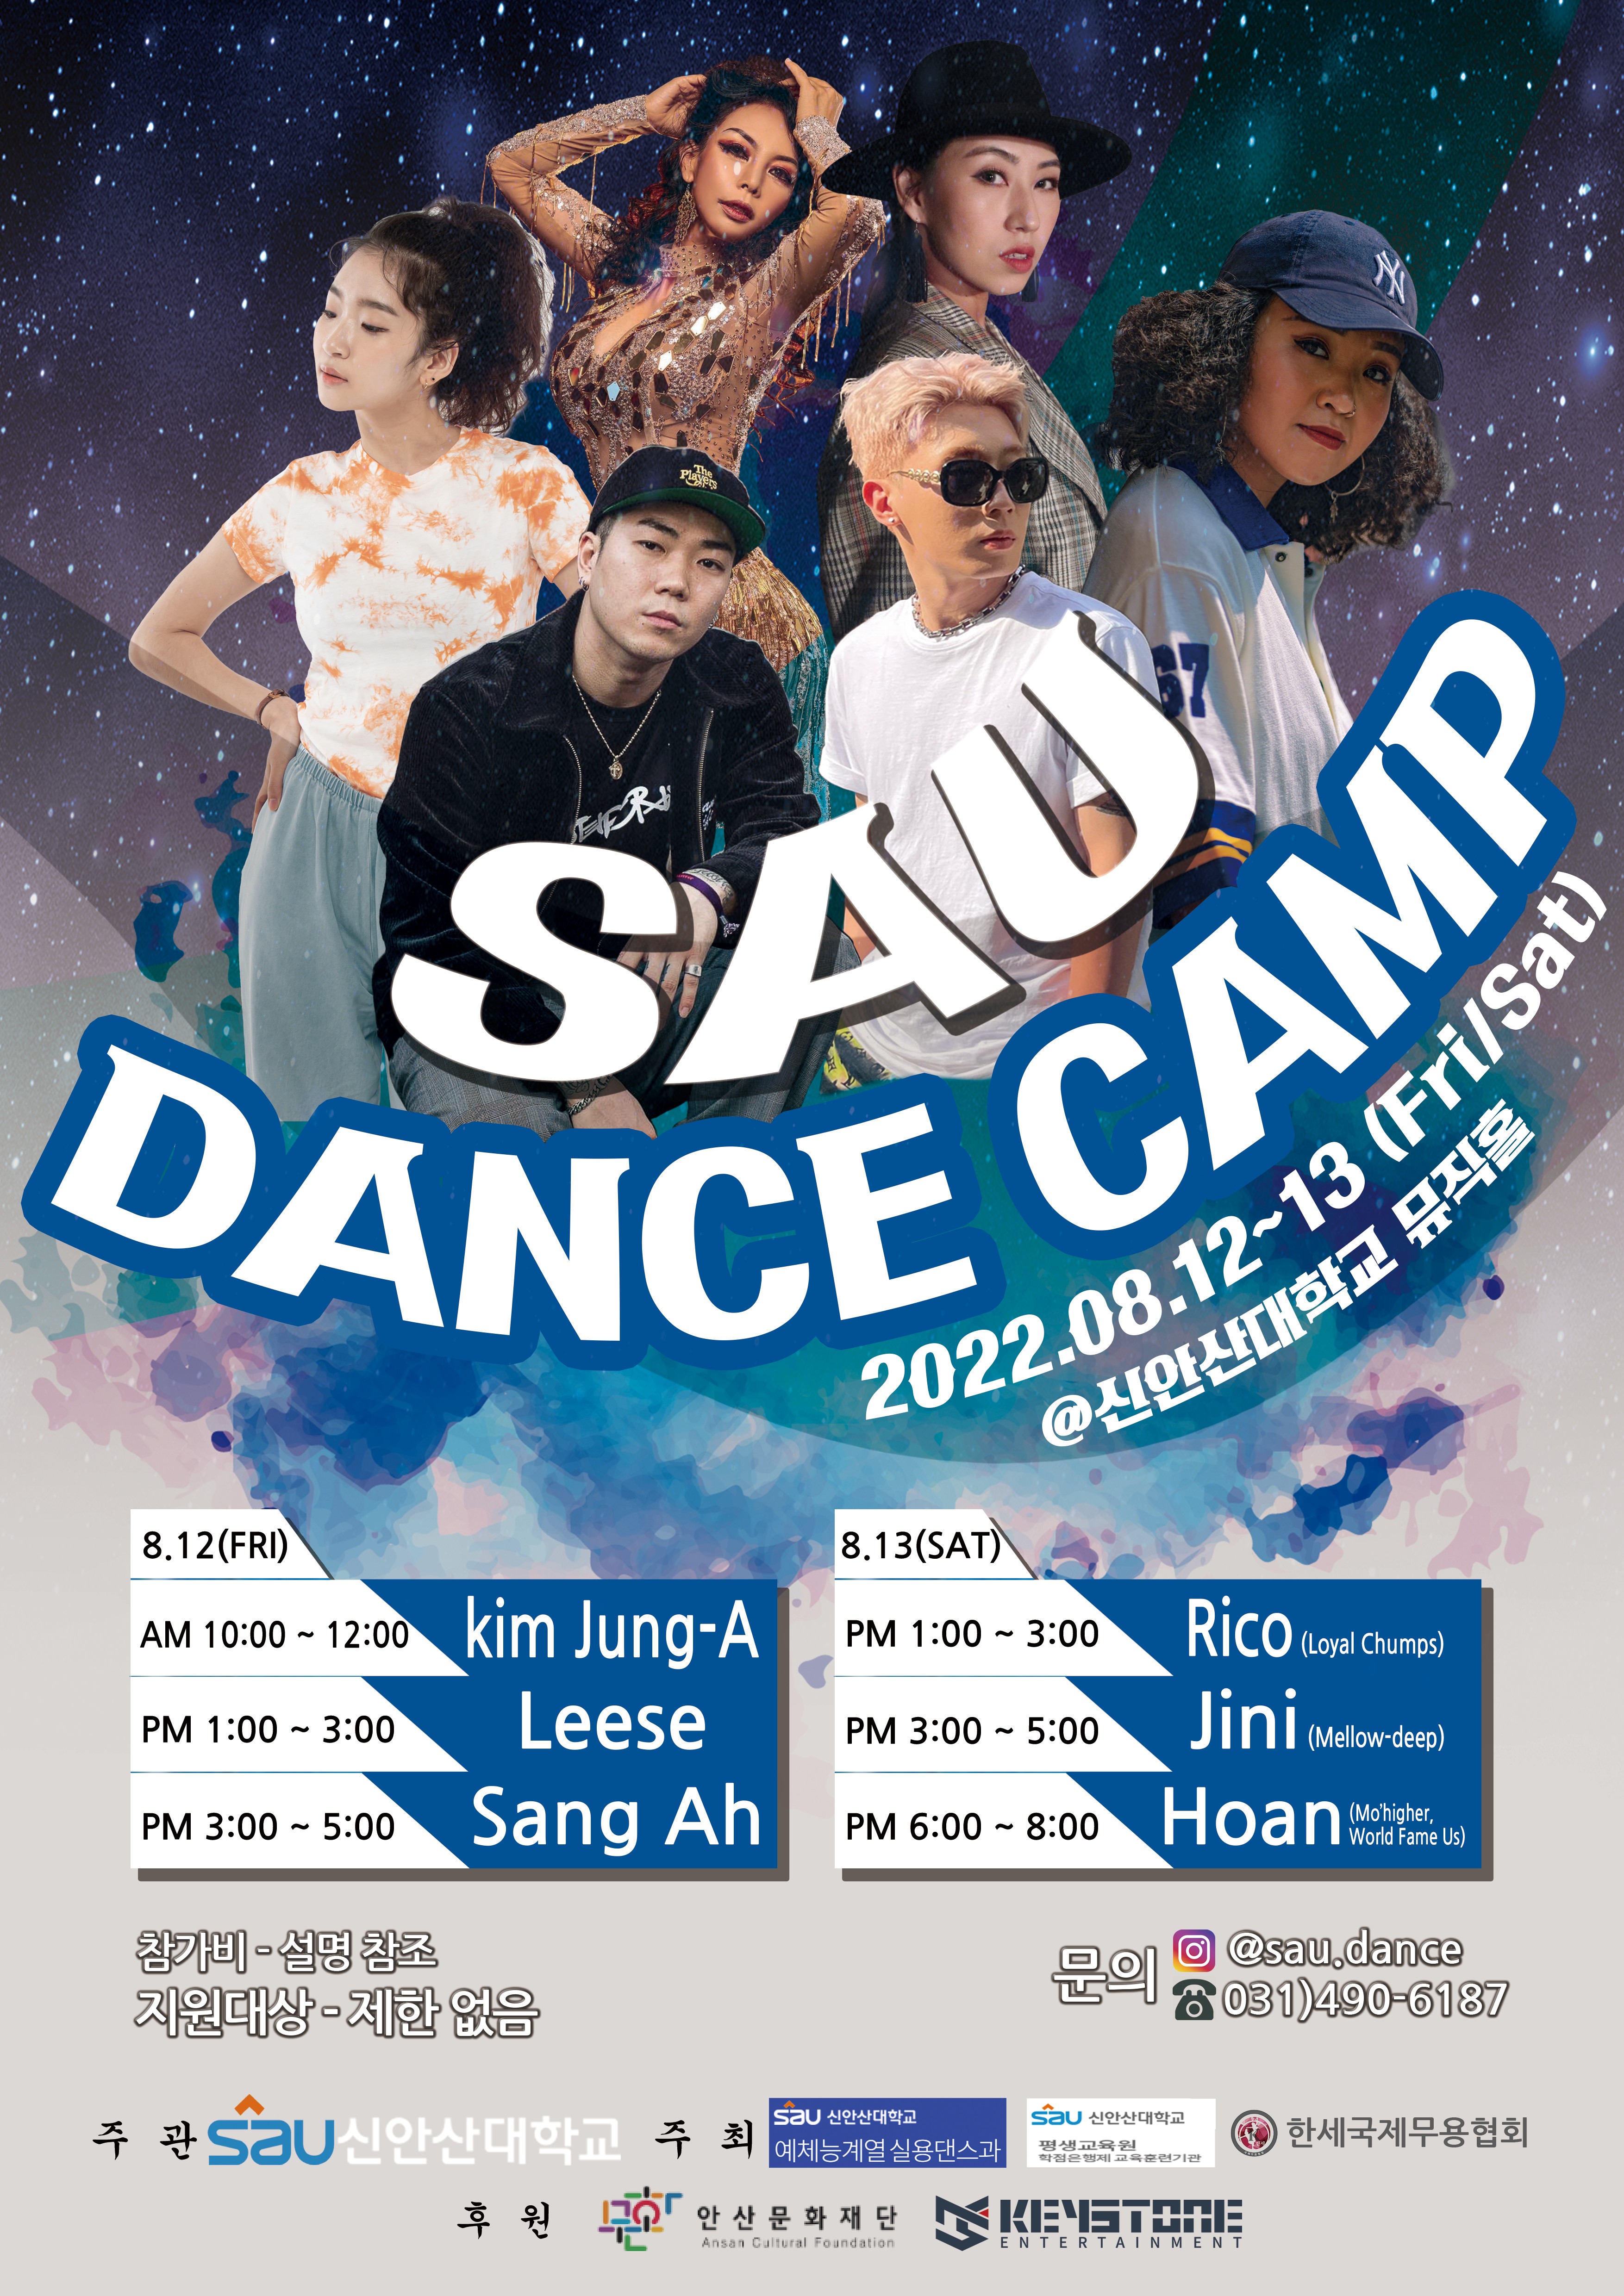 The Players
NY
67
SAU
DANCE CAMP
2022.08.12~13 (Fri/Sat)
@신안산대학교 뮤직홀
8.12(FRI)
AM 10:00 ~ 12:00 kim Jung-A
PM 1:00 ~ 3:00 Leese
PM 3:00 ~ 5:00 Sang Ah
8.13(SAT)
PM 1:00 ~ 3:00 Rico (Loyal Chumps)
PM 3:00 ~ 5:00 Jini (Mellow-deep)
PM 6:00 ~ 8:00 Hoan (Mo'higher,
World Fame Us)
참가비 - 설명 참조
지원대상 - 제한 없음
문의 @sau.dance
031)490-6187
주 관 sau 신안산대학교
주 최 sau 신안산대학교
예체능계열 실용댄스과
sau 신안산대학교
평생교육원
학점은행제 교육훈련기관
한세국제무용협회
후 원
안산문화재단
Ansan Cultural Foundation
KEYSTONE
ENTERTAINMENT